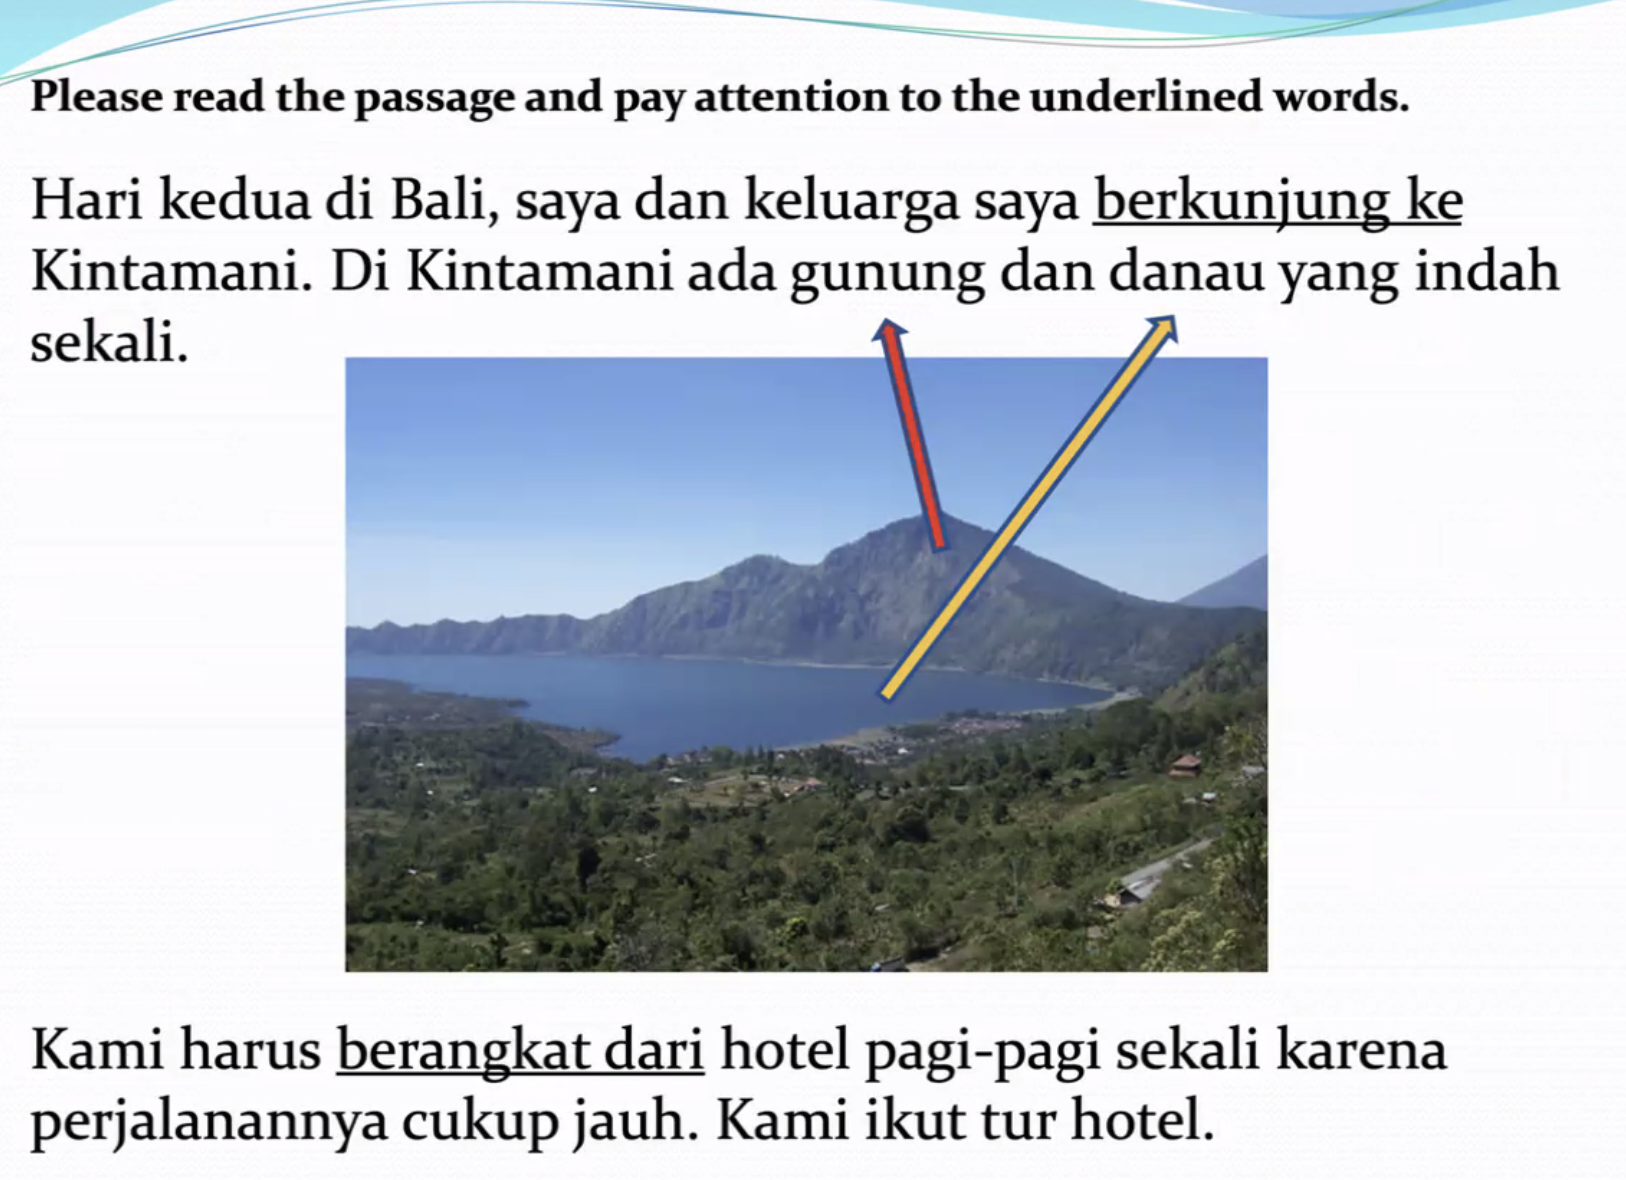 Please read the passage and pay attention to the underlined words.
Hari kedua di Bali, saya dan keluarga saya berkunjung ke
Kintamani. Di Kintamani ada gunung dan danau yang indah
sekali.
Kami harus berangkat dari hotel pagi-pagi sekali karena
perjalanannya cukup jauh. Kami ikut tur hotel.